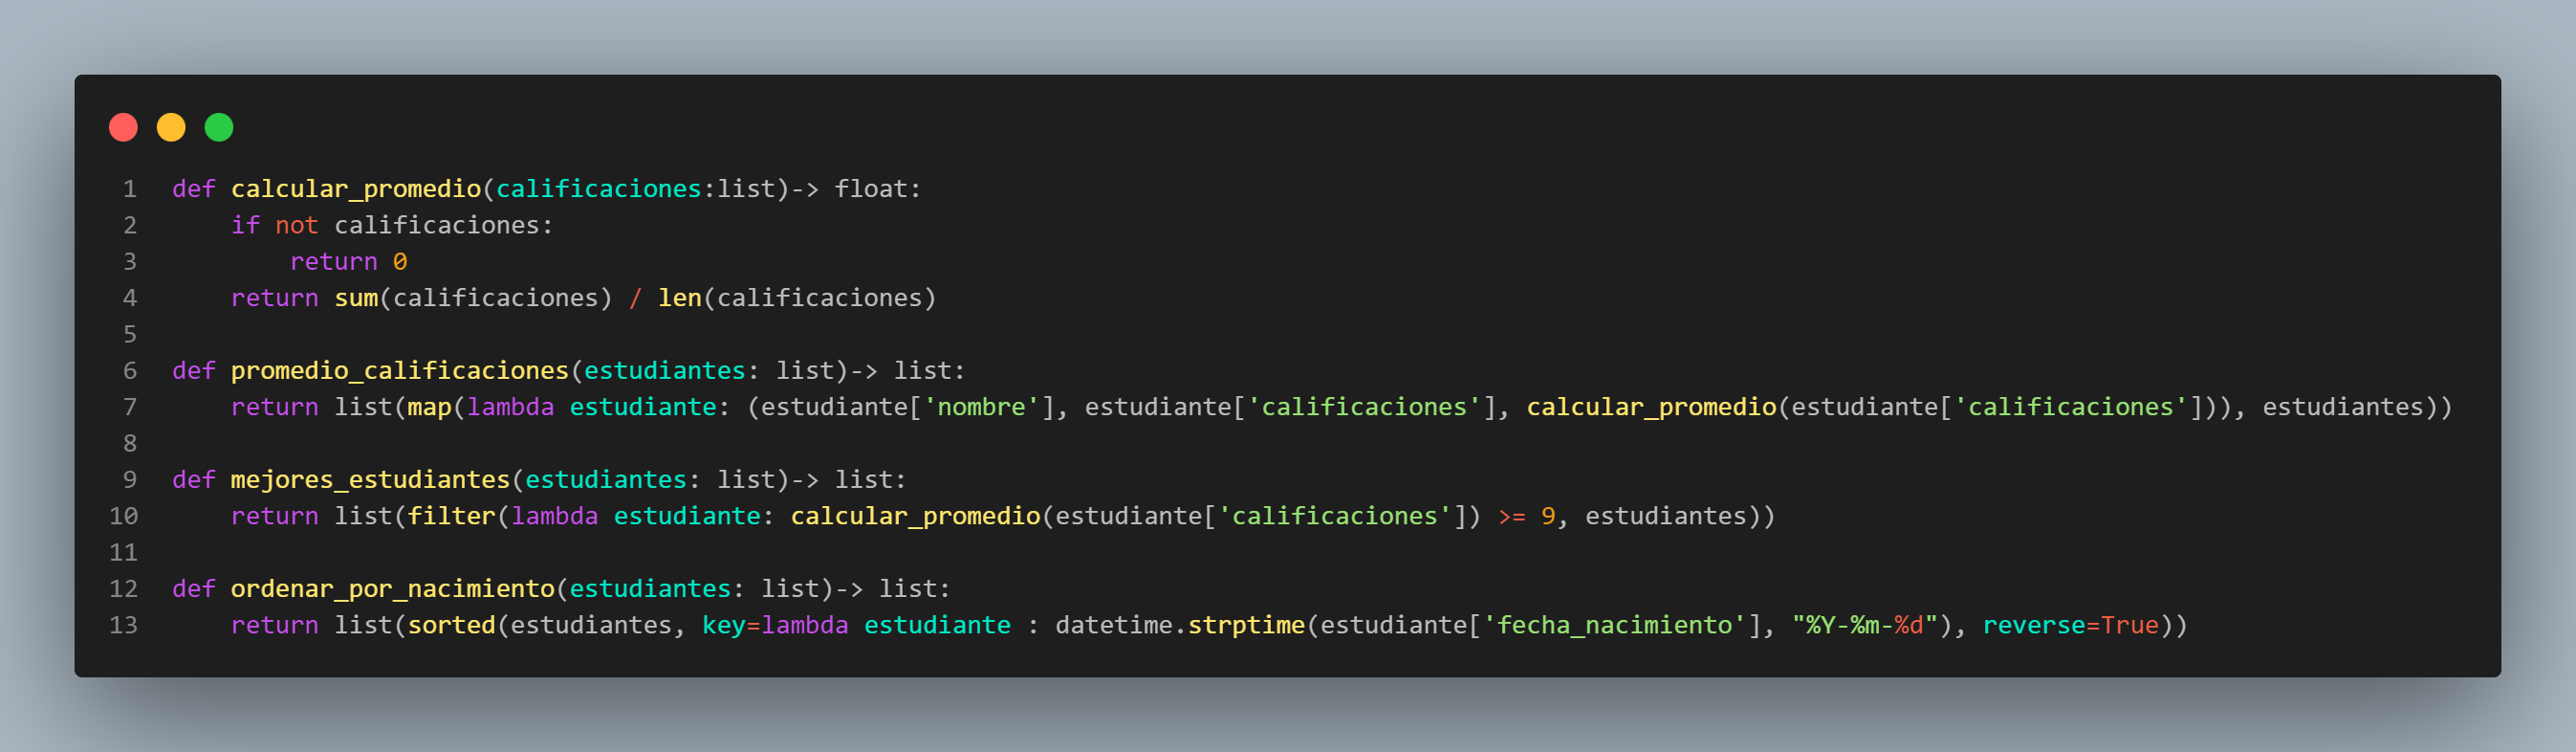 1 def calcular_promedio(calificaciones:list)-> float:
2     if not calificaciones:
3         return 0
4     return sum(calificaciones) / len(calificaciones)
5
6 def promedio_calificaciones(estudiantes: list)-> list:
7     return list(map(lambda estudiante: (estudiante['nombre'], estudiante['calificaciones'], calcular_promedio(estudiante['calificaciones'])), estudiantes))
8
9 def mejores_estudiantes(estudiantes: list)-> list:
10     return list(filter(lambda estudiante: calcular_promedio(estudiante['calificaciones']) >= 9, estudiantes))
11
12 def ordenar_por_nacimiento(estudiantes: list)-> list:
13     return list(sorted(estudiantes, key=lambda estudiante : datetime.strptime(estudiante['fecha_nacimiento'], "%Y-%m-%d"), reverse=True))